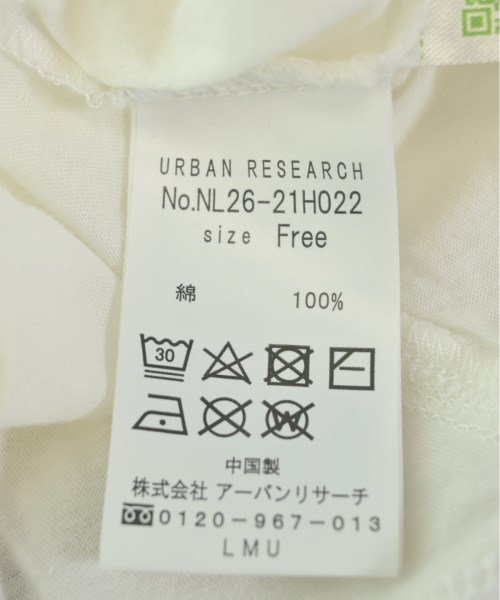 URBAN RESEARCH
No.NL26-21H022
size Free
綿 100%
30
W
中国製
株式会社 アーバンリサーチ
0120-967-013
LMU